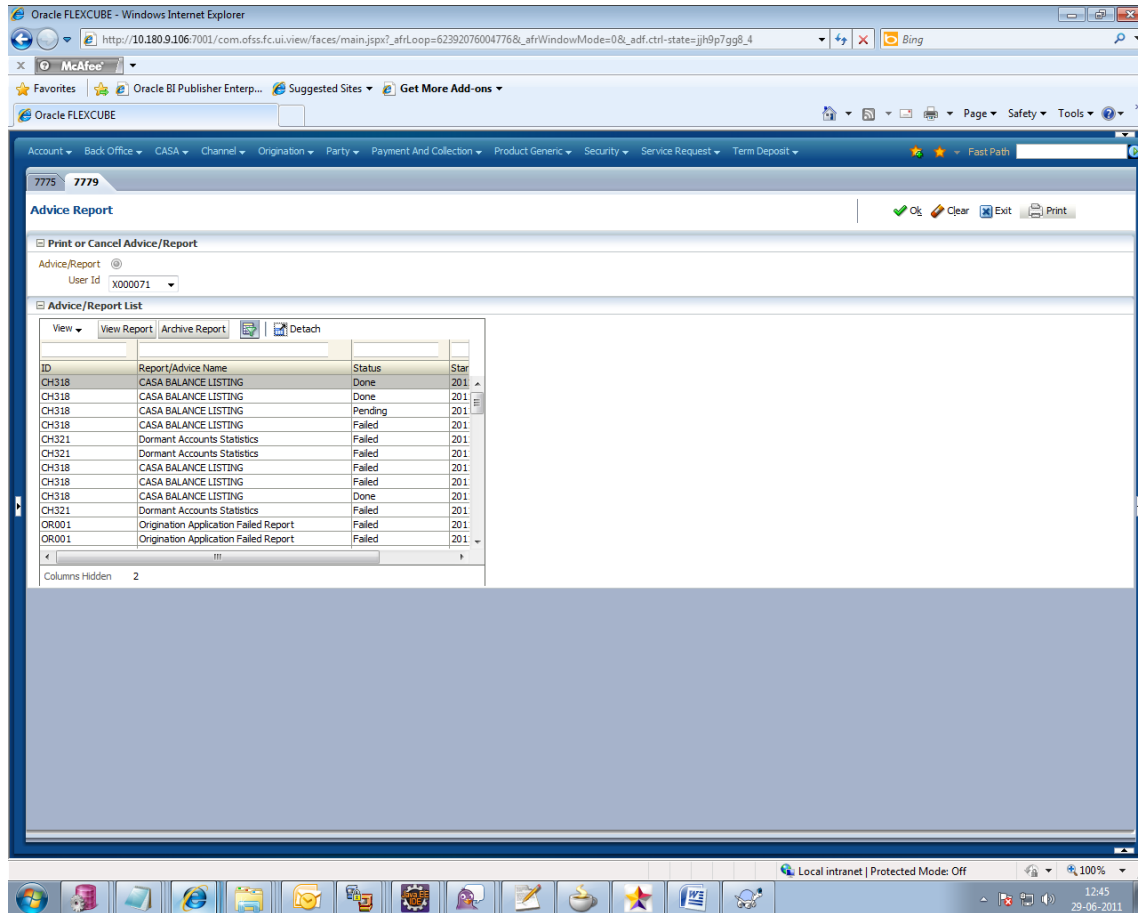 Oracle FLEXCUBE - Windows Internet Explorer
http://10.180.9.106:7001/com.ofss.fc.ui.view/faces/main.jspx?_afrLoop=62392076004776&_afrWindowMode=0&_adf.ctrl-state=jjh9p7gg8_4 Bing
X McAfee
Favorites Oracle BI Publisher Enterp... Suggested Sites Get More Add-ons
Oracle FLEXCUBE Page Safety Tools
Account Back Office CASA Channel Origination Party Payment And Collection Product Generic Security Service Request Term Deposit Fast Path
7775 7779
Advice Report Ok Clear Exit Print
Print or Cancel Advice/Report
Advice/Report
User Id X000071
Advice/Report List
View View Report Archive Report Detach
ID Report/Advice Name Status Star
CH318 CASA BALANCE LISTING Done 201
CH318 CASA BALANCE LISTING Done 201
CH318 CASA BALANCE LISTING Pending 201
CH318 CASA BALANCE LISTING Failed 201
CH321 Dormant Accounts Statistics Failed 201
CH321 Dormant Accounts Statistics Failed 201
CH318 CASA BALANCE LISTING Failed 201
CH318 CASA BALANCE LISTING Failed 201
CH318 CASA BALANCE LISTING Done 201
CH321 Dormant Accounts Statistics Failed 201
OR001 Origination Application Failed Report Failed 201
OR001 Origination Application Failed Report Failed 201
Columns Hidden 2
Local intranet | Protected Mode: Off 100%
12:45
29-06-2011